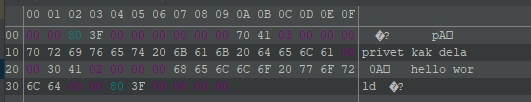 00 01 02 03 04 05 06 07 08 09 0A 0B 0C 0D 0E 0F
00 00 00 80 3F 00 00 00 00 00 70 41 03 00 00 00 �? pA
10 70 72 69 76 65 74 20 6B 61 6B 20 64 65 6C 61 00 privet kak dela
20 00 30 41 02 00 00 00 68 65 6C 6C 6F 20 77 6F 72 0A hello wor
30 6C 64 00 00 80 3F 00 00 00 00 ld �?